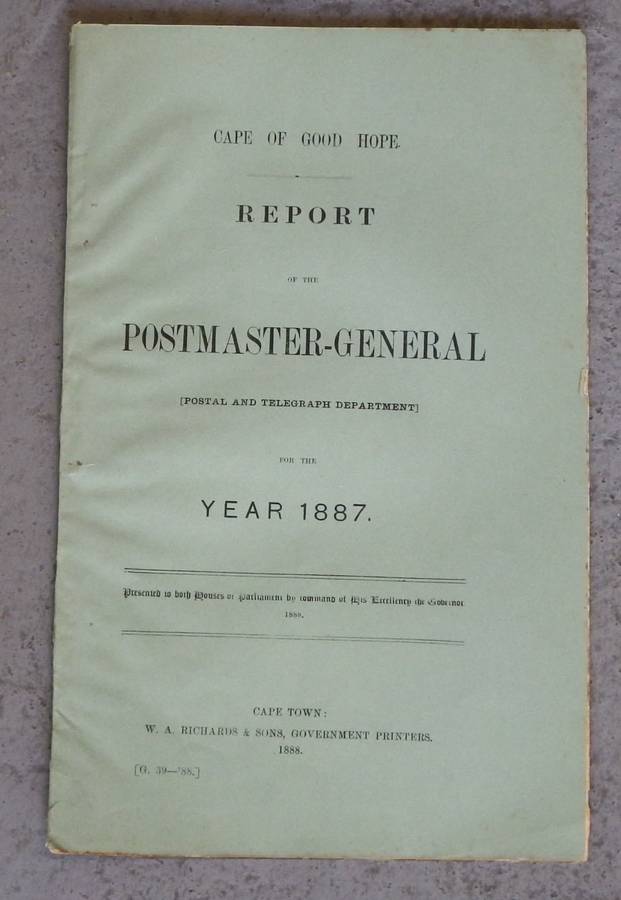 CAPE OF GOOD HOPE.
REPORT
OF THE
POSTMASTER-GENERAL
[POSTAL AND TELEGRAPH DEPARTMENT]
FOR THE
YEAR 1887.
Presented to both Houses of Parliament by command of His Excellency the Governor
1888.
CAPE TOWN:
W. A. RICHARDS & SONS, GOVERNMENT PRINTERS.
1888.
[G. 39—'88.]